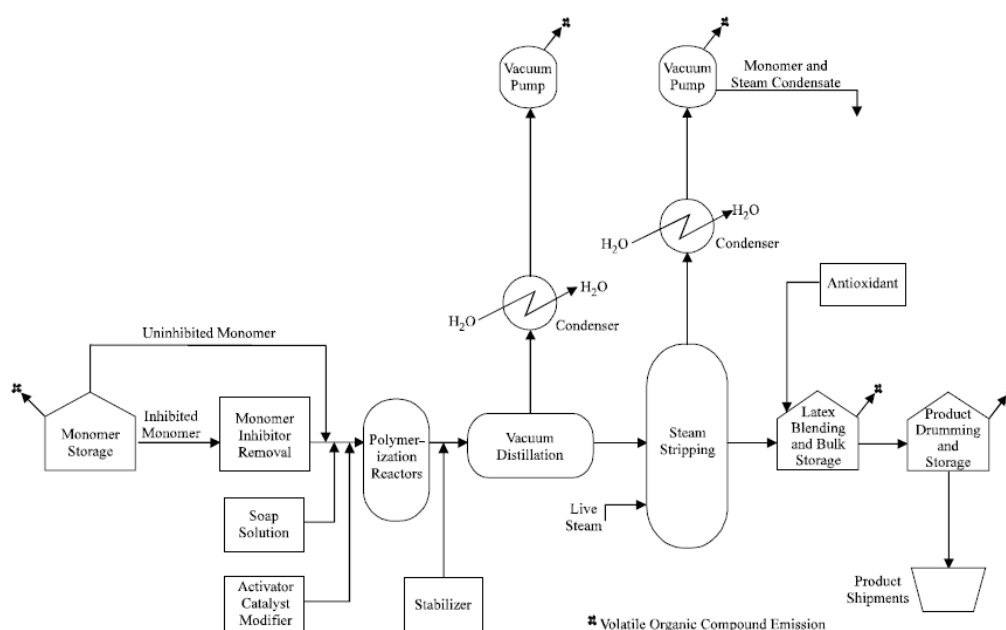 Vacuum
Pump
Vacuum
Pump
Monomer and
Steam Condensate
H2O
H2O
Condenser
H2O
H2O
Condenser
Antioxidant
Uninhibited Monomer
Inhibited
Monomer
Monomer
Storage
Monomer
Inhibitor
Removal
Polymer-
ization
Reactors
Vacuum
Distillation
Steam
Stripping
Latex
Blending
and Bulk
Storage
Product
Drumming
and
Storage
Live
Steam
Soap
Solution
Activator
Catalyst
Modifier
Stabilizer
Product
Shipments
Volatile Organic Compound Emission